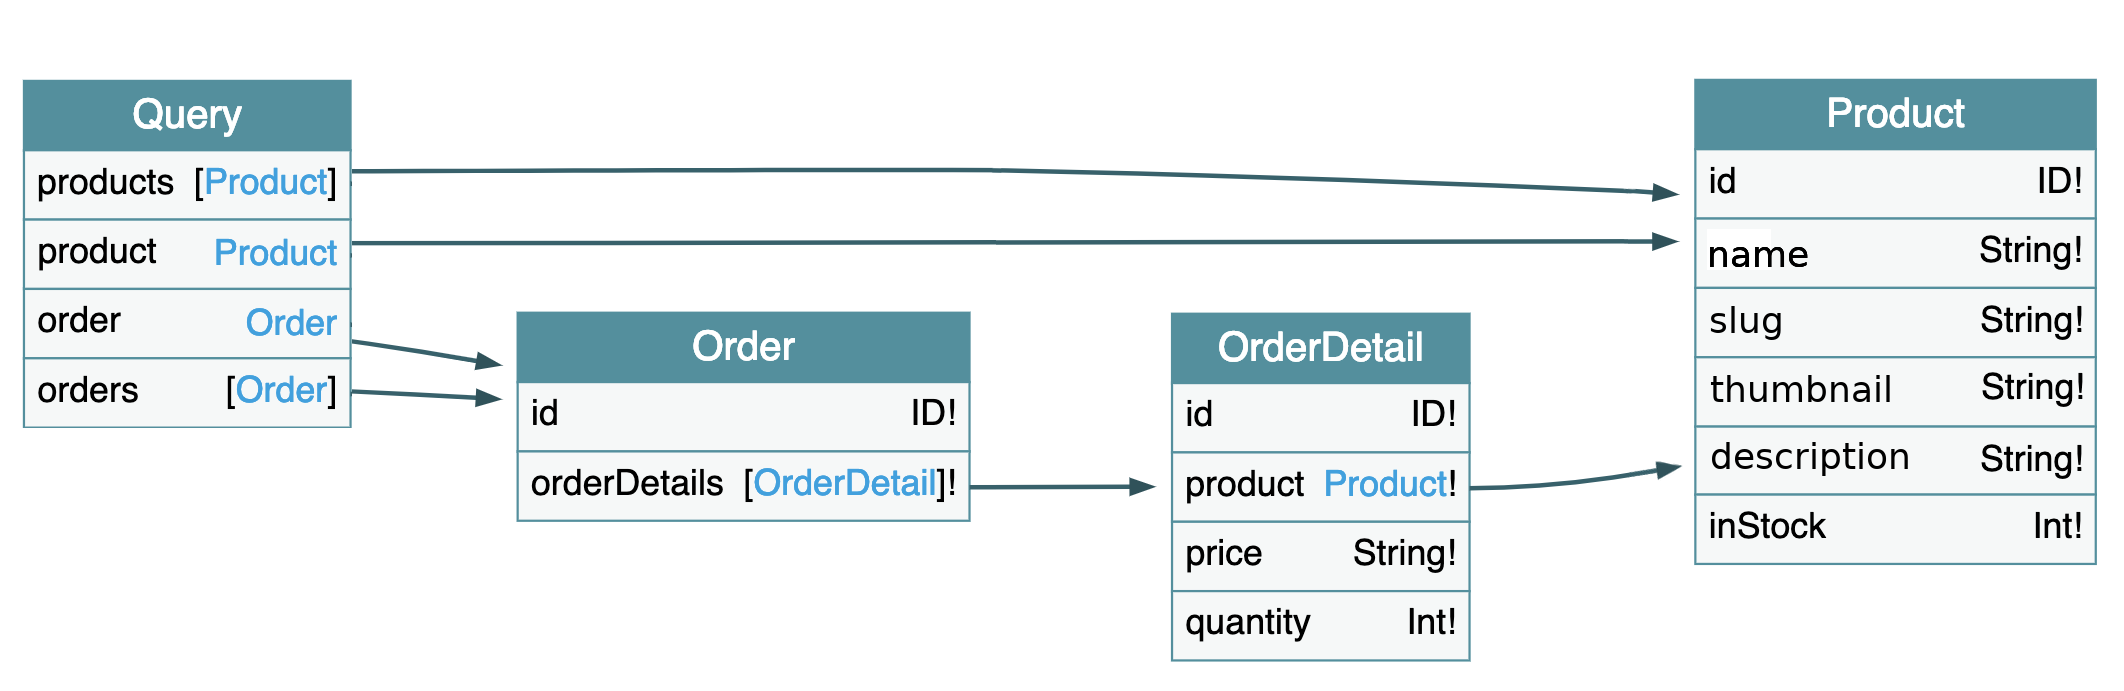 Query
products [Product]
product Product
order Order
orders [Order]
Order
id ID!
orderDetails [OrderDetail]!
OrderDetail
id ID!
product Product!
price String!
quantity Int!
Product
id ID!
name String!
slug String!
thumbnail String!
description String!
inStock Int!